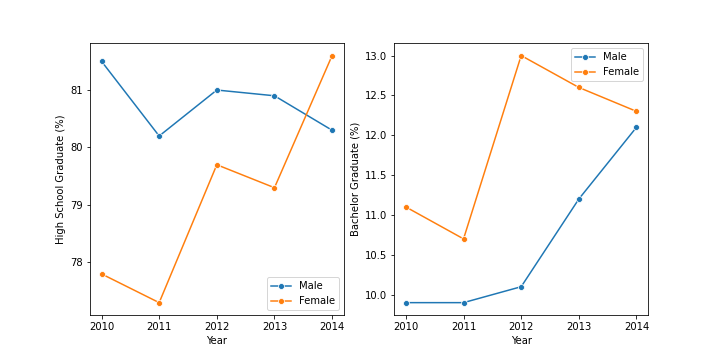 High School Graduate (%)
81
80
79
78
2010 2011 2012 2013 2014
Year
Male
Female
Bachelor Graduate (%)
13.0
12.5
12.0
11.5
11.0
10.5
10.0
2010 2011 2012 2013 2014
Year
Male
Female